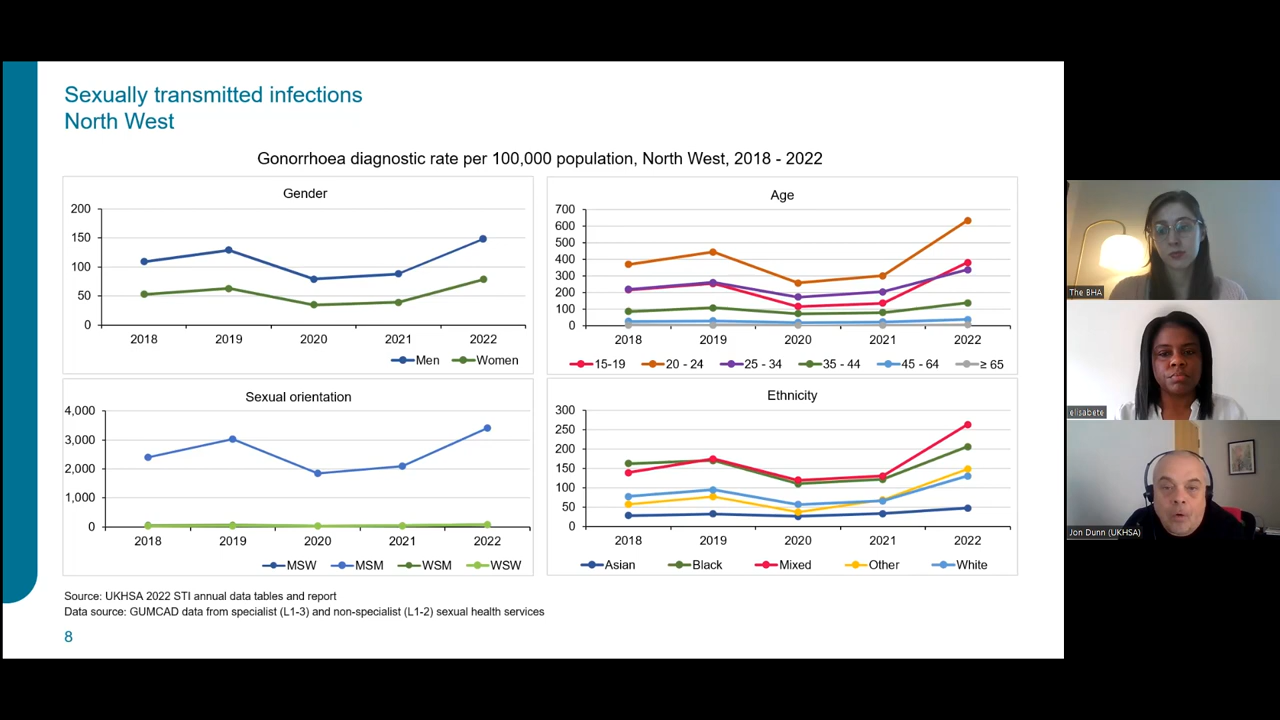 Sexually transmitted infections
North West
Gonorrhoea diagnostic rate per 100,000 population, North West, 2018 - 2022
Gender
200
150
100
50
0
2018 2019 2020 2021 2022
Men Women
Age
700
600
500
400
300
200
100
0
2018 2019 2020 2021 2022
15-19 20 - 24 25 - 34 35 - 44 45 - 64 ≥ 65
Sexual orientation
4,000
3,000
2,000
1,000
0
2018 2019 2020 2021 2022
MSW MSM WSM WSW
Ethnicity
300
250
200
150
100
50
0
2018 2019 2020 2021 2022
Asian Black Mixed Other White
Source: UKHSA 2022 STI annual data tables and report
Data source: GUMCAD data from specialist (L1-3) and non-specialist (L1-2) sexual health services
8
The BHA
elisabete
Jon Dunn (UKHSA)